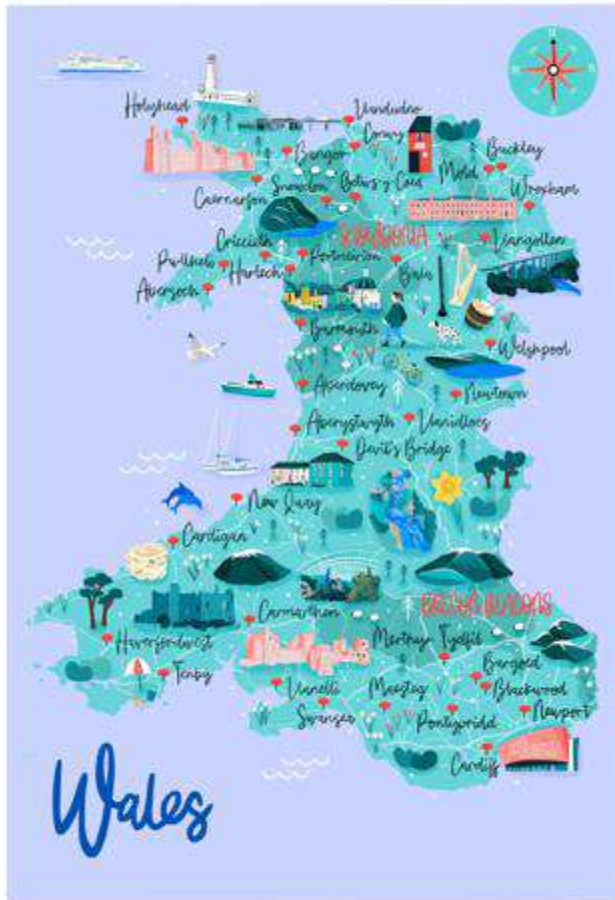 Holyhead
Llandudno
Conwy
Bangor
Buckley
Mold
Snowdon
Betws-y-Coed
Caernarfon
Wrexham
SNOWDONIA
Criccieth
Portmeirion
Llangollen
Pwllheli
Harlech
Bala
Abersoch
Barmouth
Welshpool
Aberdovey
Newtown
Aberystwyth
Llanidloes
Devil's Bridge
New Quay
Cardigan
BRECON BEACONS
Carmarthen
Haverfordwest
Merthyr Tydfil
Tenby
Bargoed
Llanelli
Maesteg
Blackwood
Swansea
Pontypridd
Newport
Cardiff
Wales